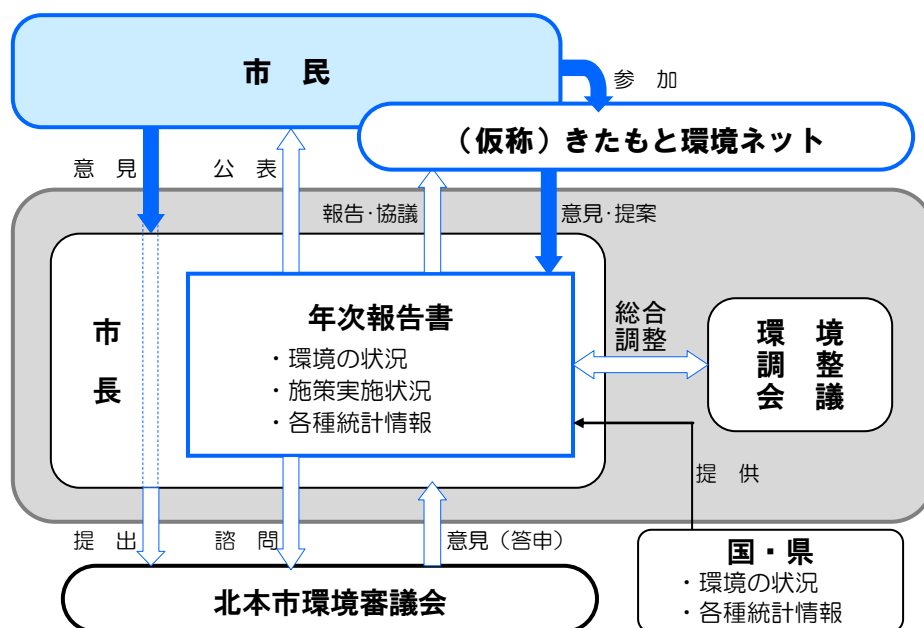 市　民
参　加
（仮称）きたもと環境ネット
意　見
公　表
報告･協議
意見･提案
市
長
年次報告書
・環境の状況
・施策実施状況
・各種統計情報
総合
調整
環　境
調　整
会　議
提　供
提　出
諮　問
意見（答申）
北本市環境審議会
国・県
・環境の状況
・各種統計情報